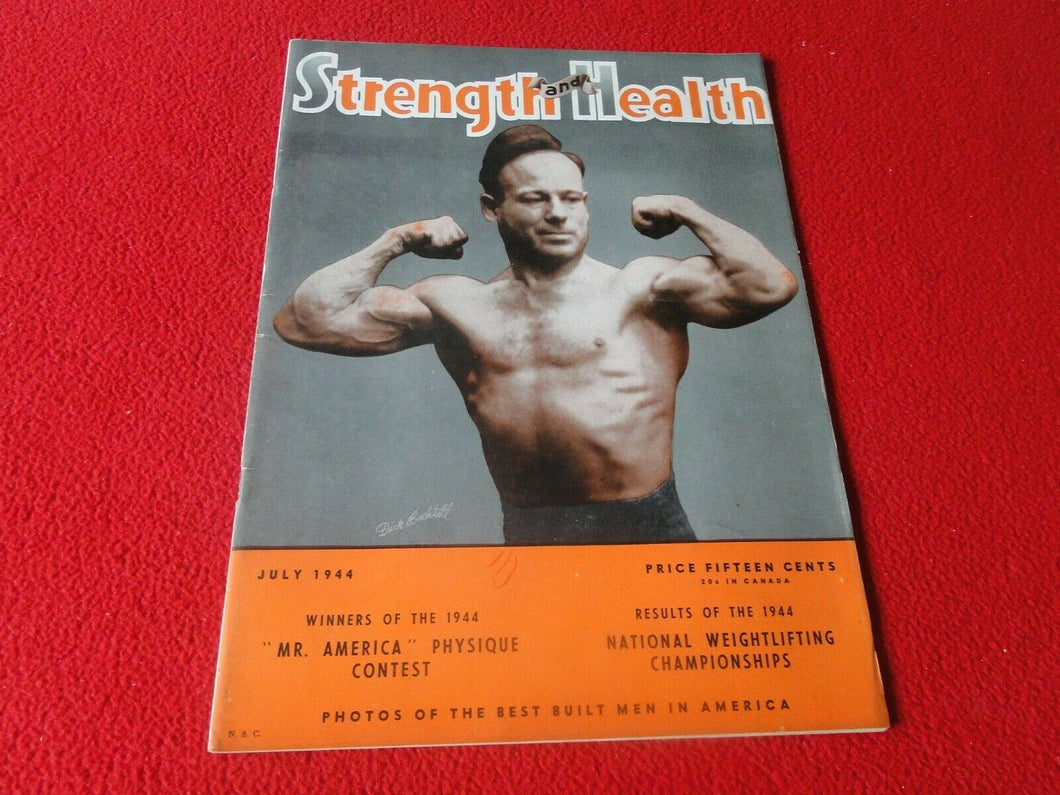 Strength and Health
Dick Bachtell
JULY 1944
PRICE FIFTEEN CENTS
20c IN CANADA
WINNERS OF THE 1944
"MR. AMERICA" PHYSIQUE
CONTEST
RESULTS OF THE 1944
NATIONAL WEIGHTLIFTING
CHAMPIONSHIPS
PHOTOS OF THE BEST BUILT MEN IN AMERICA
N. S. C.